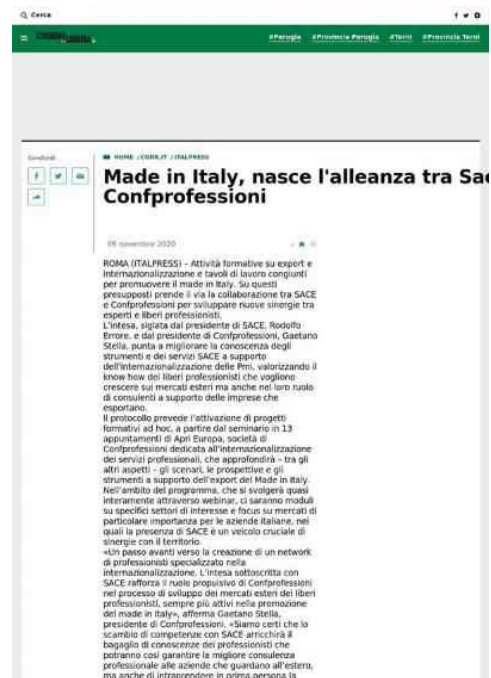 Cerca
#Perugia #Provincia Perugia #Terni #Provincia Terni
Condividi
HOME / CORR.IT / ITALPRESS
Made in Italy, nasce l'alleanza tra Sac
Confprofessioni
09 novembre 2020
ROMA (ITALPRESS) – Attività formative su export e
internazionalizzazione e tavoli di lavoro congiunti
per promuovere il made in Italy. Su questi
presupposti prende il via la collaborazione tra SACE
e Confprofessioni per sviluppare nuove sinergie tra
esperti e liberi professionisti.
L'intesa, siglata dal presidente di SACE, Rodolfo
Errore, e dal presidente di Confprofessioni, Gaetano
Stella, punta a migliorare la conoscenza degli
strumenti e dei servizi SACE a supporto
dell'internazionalizzazione delle Pmi, valorizzando il
know how dei liberi professionisti che vogliono
crescere sui mercati esteri ma anche nel loro ruolo
di consulenti a supporto delle imprese che
esportano.
Il protocollo prevede l'attivazione di progetti
formativi ad hoc, a partire dal seminario in 13
appuntamenti di Apri Europa, società di
Confprofessioni dedicata all'internazionalizzazione
dei servizi professionali, che approfondirà – tra gli
altri aspetti – gli scenari, le prospettive e gli
strumenti a supporto dell'export del Made in Italy.
Nell'ambito del programma, che si svolgerà quasi
interamente attraverso webinar, ci saranno moduli
su specifici settori di interesse e focus su mercati di
particolare importanza per le aziende italiane, nei
quali la presenza di SACE è un veicolo cruciale di
sinergie con il territorio.
«Un passo avanti verso la creazione di un network
di professionisti specializzato nella
internazionalizzazione. L'intesa sottoscritta con
SACE rafforza il ruolo propulsivo di Confprofessioni
nel processo di sviluppo dei mercati esteri dei liberi
professionisti, sempre più attivi nella promozione
del made in Italy», afferma Gaetano Stella,
presidente di Confprofessioni. «Siamo certi che lo
scambio di competenze con SACE arricchirà il
bagaglio di conoscenze dei professionisti che
potranno così garantire la migliore consulenza
professionale alle aziende che guardano all'estero,
ma anche di intraprendere in prima persona la